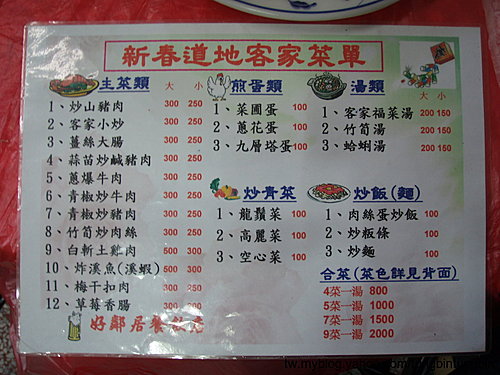 新春道地客家菜單
主菜類 大 小
1、炒山豬肉 300 250
2、客家小炒 300 250
3、薑絲大腸 300 250
4、蒜苗炒鹹豬肉 300 250
5、蔥爆牛肉 300 250
6、青椒炒牛肉 300 250
7、青椒炒豬肉 300 250
8、竹筍炒肉絲 300 250
9、白斬土雞肉 500 300
10、炸溪魚(溪蝦) 500 300
11、梅干扣肉 300 250
12、草莓香腸 300
好鄰居餐飲店
煎蛋類
1、菜圃蛋 100
2、蔥花蛋 100
3、九層塔蛋 100
炒青菜
1、龍鬚菜 100
2、高麗菜 100
3、空心菜 100
湯類
大 小
1、客家福菜湯 200 150
2、竹筍湯 200 150
3、蛤蜊湯 200 150
炒飯(麵)
1、肉絲蛋炒飯 100
2、炒粄條 100
3、炒麵 100
合菜(菜色詳見背面)
4菜一湯 800
5菜一湯 1000
7菜一湯 1500
9菜一湯 2000